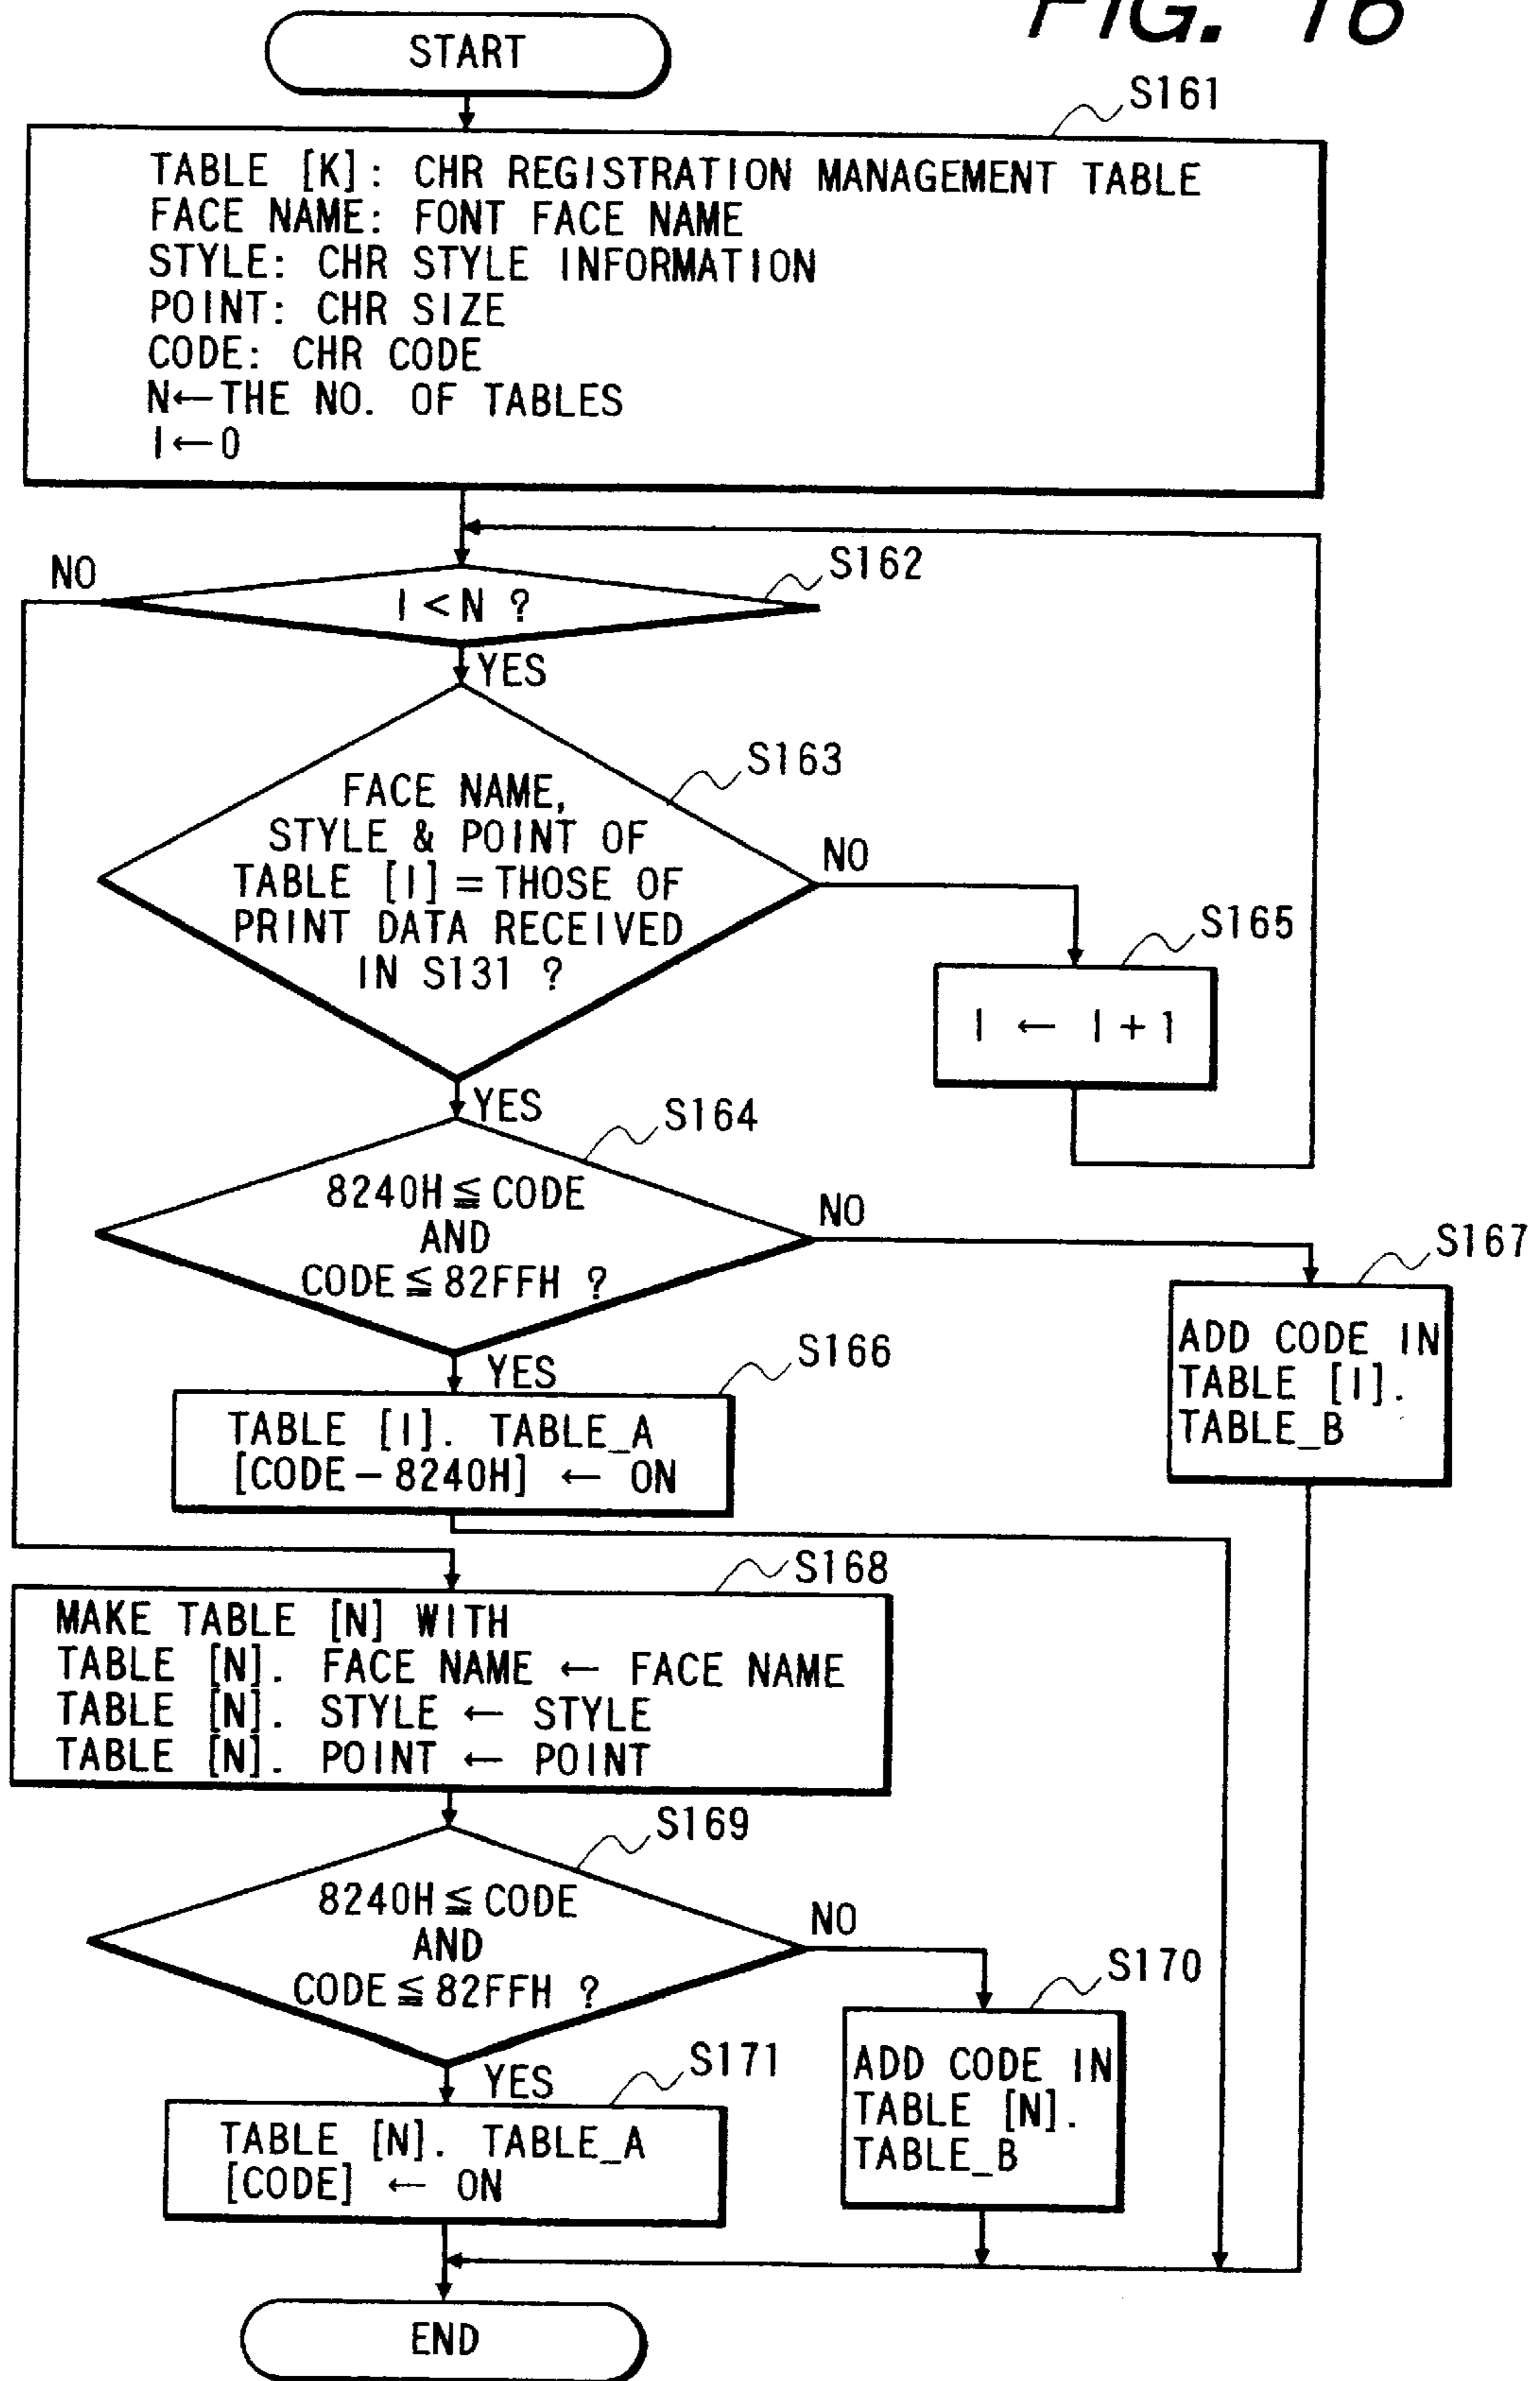 FIG. 16
START
S161
TABLE [K]: CHR REGISTRATION MANAGEMENT TABLE
FACE NAME: FONT FACE NAME
STYLE: CHR STYLE INFORMATION
POINT: CHR SIZE
CODE: CHR CODE
N←THE NO. OF TABLES
I←0
S162
NO
I<N ?
YES
S163
FACE NAME,
STYLE & POINT OF
TABLE [I]=THOSE OF
PRINT DATA RECEIVED
IN S131 ?
NO
S165
I ← I+1
YES
S164
8240H≦CODE
AND
CODE≦82FFH ?
NO
S167
ADD CODE IN
TABLE [I].
TABLE_B
YES
S166
TABLE [I]. TABLE_A
[CODE-8240H] ← ON
S168
MAKE TABLE [N] WITH
TABLE [N]. FACE NAME ← FACE NAME
TABLE [N]. STYLE ← STYLE
TABLE [N]. POINT ← POINT
S169
8240H≦CODE
AND
CODE≦82FFH ?
NO
S170
ADD CODE IN
TABLE [N].
TABLE_B
YES
S171
TABLE [N]. TABLE_A
[CODE] ← ON
END